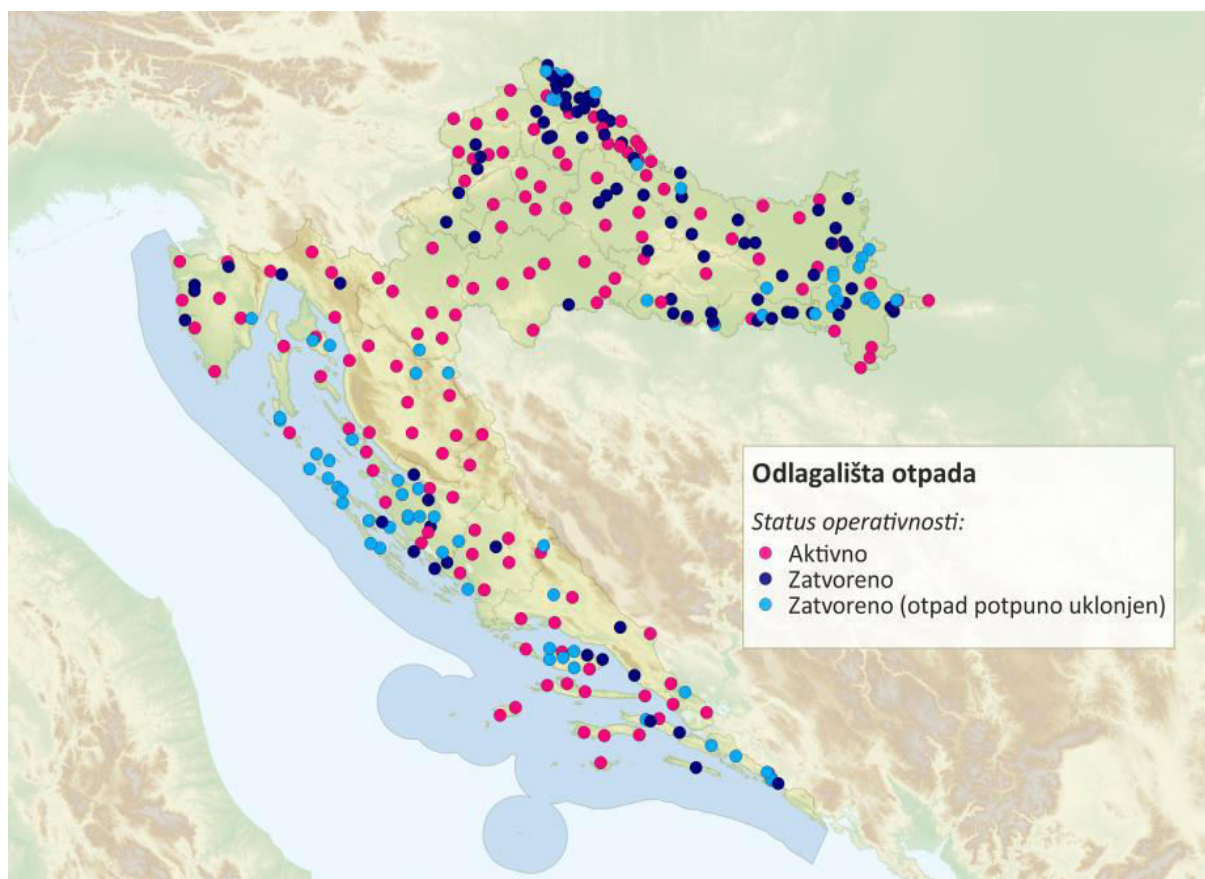 Odlagališta otpada
Status operativnosti:
Aktivno
Zatvoreno
Zatvoreno (otpad potpuno uklonjen)